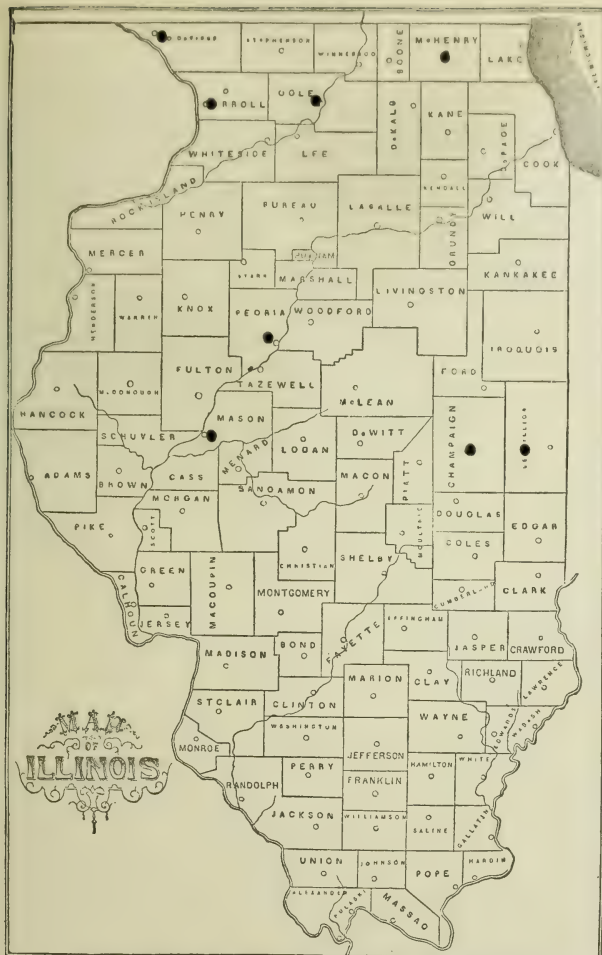 STEPHENSON
WINNEBAGO
BOONE
McHENRY
LAKE
CARROLL
OGLE
DeKALB
KANE
DUPAGE
COOK
WHITESIDE
LEE
ROCK ISLAND
HENRY
BUREAU
LASALLE
KENDALL
WILL
GRUNDY
MERCER
PUTNAM
STARK
MARSHALL
KANKAKEE
LIVINGSTON
HENDERSON
WARREN
KNOX
PEORIA
WOODFORD
IROQUOIS
FORD
FULTON
TAZEWELL
McLEAN
HANCOCK
McDONOUGH
MASON
SCHUYLER
LOGAN
DeWITT
CHAMPAIGN
VERMILLION
ADAMS
BROWN
CASS
MENARD
MACON
PIATT
SANGAMON
MORGAN
DOUGLAS
EDGAR
PIKE
SCOTT
MOULTRIE
COLES
CHRISTIAN
SHELBY
GREEN
MACOUPIN
CUMBERLAND
CLARK
CALHOUN
JERSEY
MONTGOMERY
FAYETTE
EFFINGHAM
JASPER
CRAWFORD
MADISON
BOND
MARION
CLAY
RICHLAND
LAWRENCE
ST CLAIR
CLINTON
WASHINGTON
WAYNE
EDWARDS
WABASH
MONROE
JEFFERSON
RANDOLPH
PERRY
FRANKLIN
HAMILTON
WHITE
JACKSON
WILLIAMSON
SALINE
GALLATIN
UNION
JOHNSON
POPE
HARDIN
ALEXANDER
PULASKI
MASSAC
MAP
OF
ILLINOIS